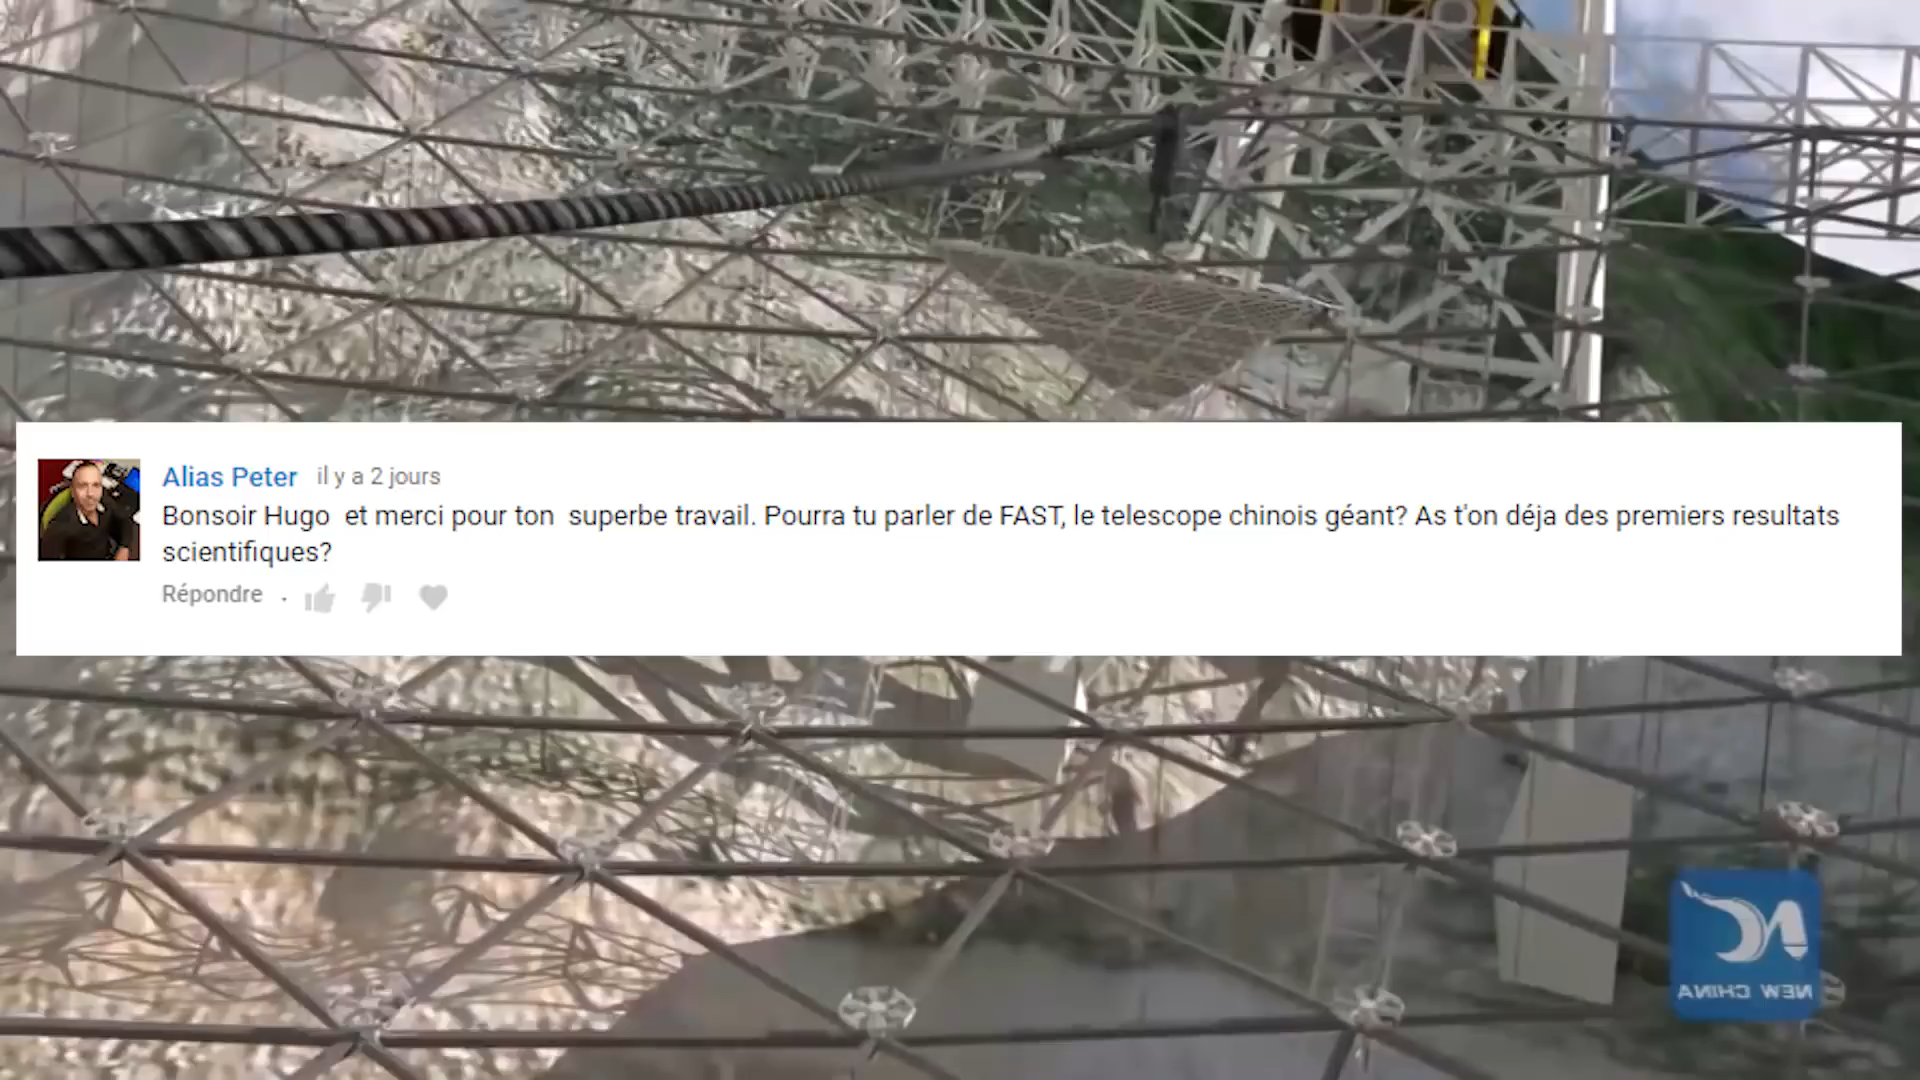 Alias Peter il y a 2 jours
Bonsoir Hugo et merci pour ton superbe travail. Pourra tu parler de FAST, le telescope chinois géant? As t'on déja des premiers resultats
scientifiques?
Répondre .
NEW CHINA